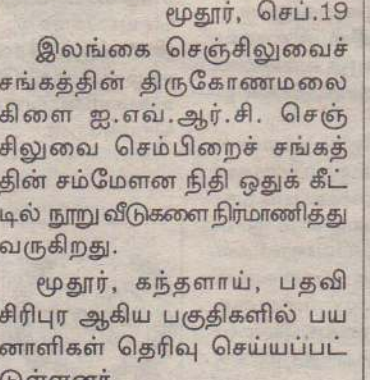 மூதூர், செப்.19
இலங்கை செஞ்சிலுவைச்
சங்கத்தின் திருகோணமலை
கிளை ஐ.எவ்.ஆர்.சி. செஞ்
சிலுவை செம்பிறைச் சங்கத்
தின் சம்மேளன நிதி ஒதுக் கீட்
டில் நூறு வீடுகளை நிர்மாணித்து
வருகிறது.
மூதூர், கந்தளாய், பதவி
சிரிபுர ஆகிய பகுதிகளில் பய
னாளிகள் தெரிவு செய்யப்பட்
டுள்ளனர்